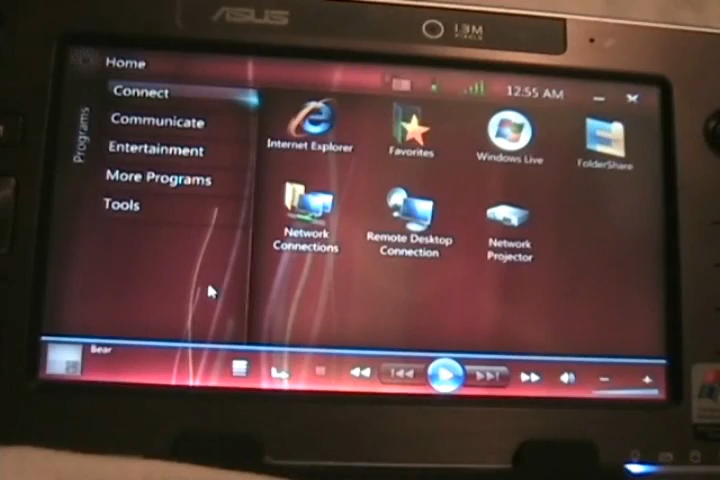 ASUS
1.3M
PIXELS
Home
12:55 AM
Programs
Connect
Communicate
Entertainment
More Programs
Tools
Internet Explorer
Favorites
Windows Live
FolderShare
Network
Connections
Remote Desktop
Connection
Network
Projector
Bear